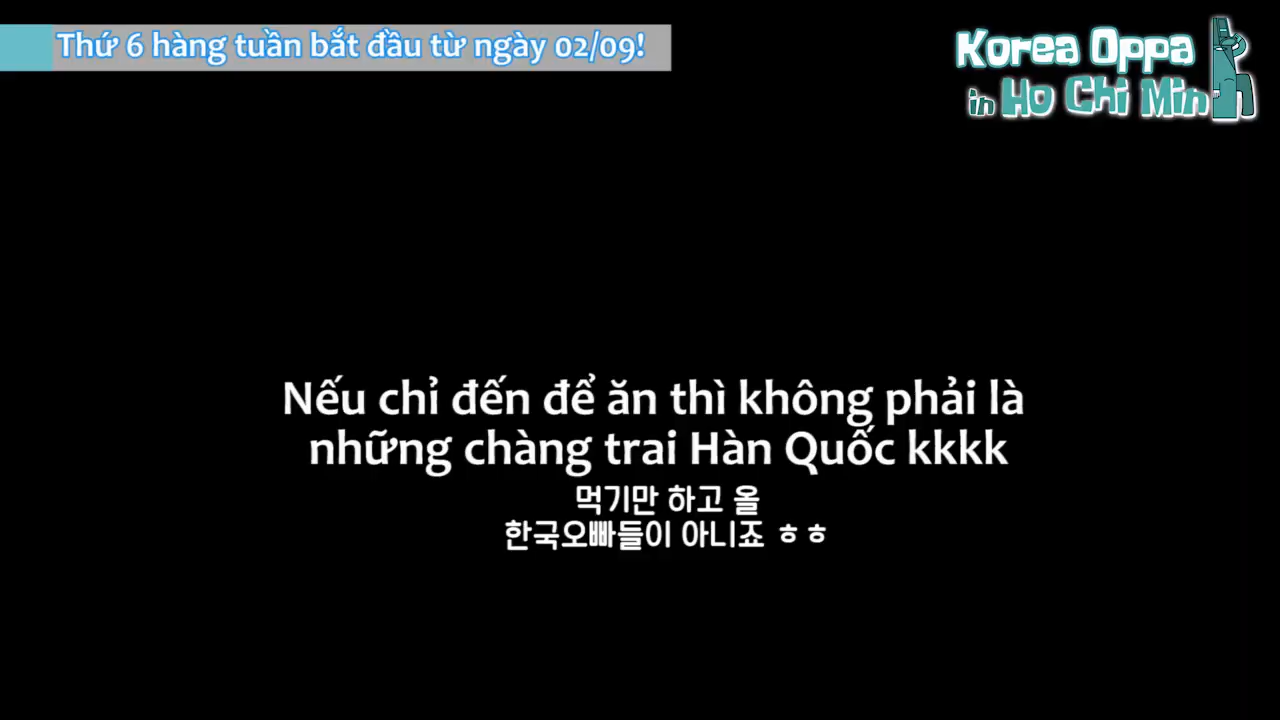 Thứ 6 hàng tuần bắt đầu từ ngày 02/09!
Korea Oppa
in Ho Chi Minh
Nếu chỉ đến để ăn thì không phải là
những chàng trai Hàn Quốc kkkk
먹기만 하고 올
한국오빠들이 아니죠 ㅎㅎ